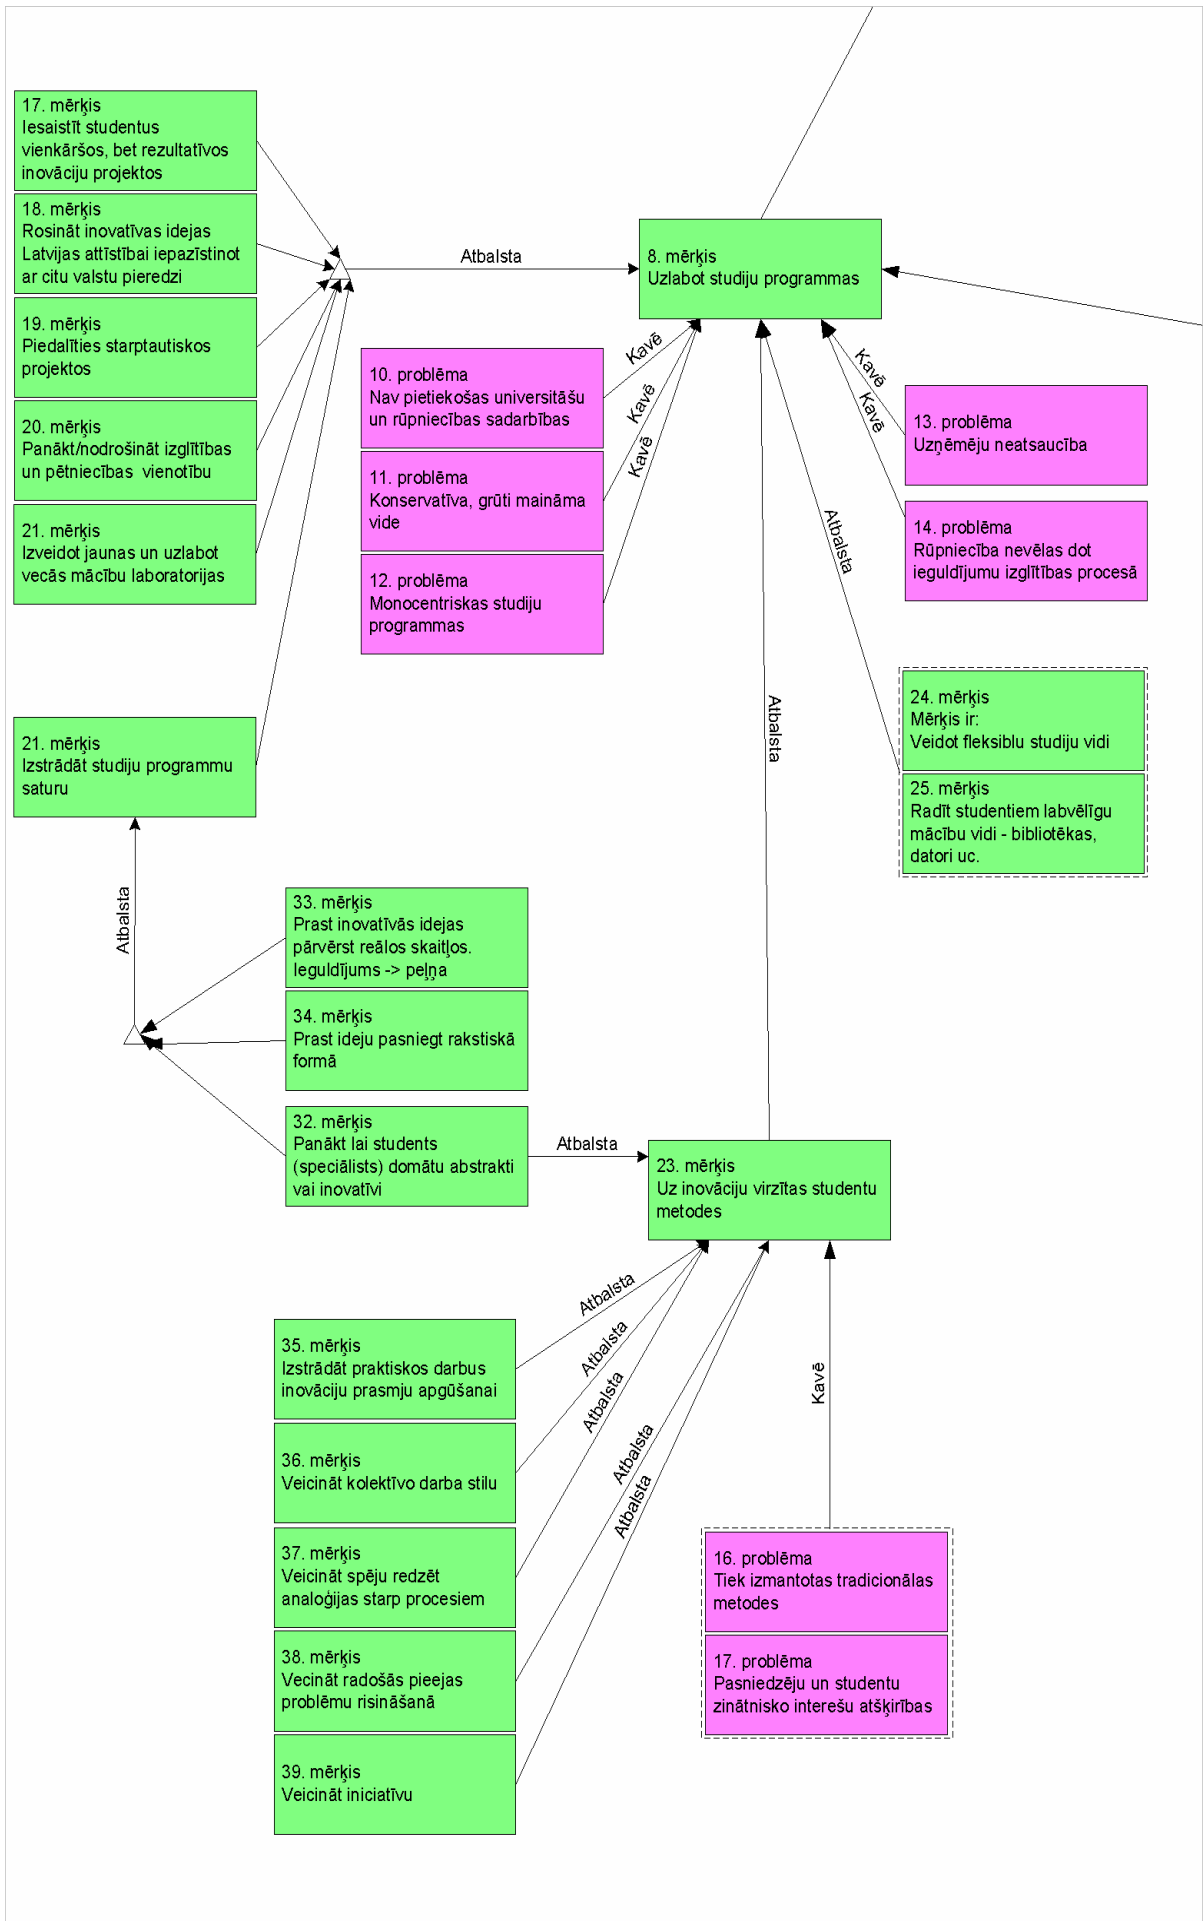 17. mērķis
Iesaistīt studentus
vienkāršos, bet rezultatīvos
inovāciju projektos
18. mērķis
Rosināt inovatīvas idejas
Latvijas attīstībai iepazīstinot
ar citu valstu pieredzi
19. mērķis
Piedalīties starptautiskos
projektos
20. mērķis
Panākt/nodrošināt izglītības
un pētniecības vienotību
21. mērķis
Izveidot jaunas un uzlabot
vecās mācību laboratorijas
Atbalsta
8. mērķis
Uzlabot studiju programmas
Kavē
Kavē
Kavē
10. problēma
Nav pietiekošas universitāšu
un rūpniecības sadarbības
11. problēma
Konservatīva, grūti maināma
vide
12. problēma
Monocentriskas studiju
programmas
Kavē
Kavē
13. problēma
Uzņēmēju neatsaucība
14. problēma
Rūpniecība nevēlas dot
ieguldījumu izglītības procesā
Atbalsta
Atbalsta
24. mērķis
Mērķis ir:
Veidot fleksiblu studiju vidi
25. mērķis
Radīt studentiem labvēlīgu
mācību vidi - bibliotēkas,
datori uc.
21. mērķis
Izstrādāt studiju programmu
saturu
Atbalsta
33. mērķis
Prast inovatīvās idejas
pārvērst reālos skaitļos.
Ieguldījums -> peļņa
34. mērķis
Prast ideju pasniegt rakstiskā
formā
32. mērķis
Panākt lai students
(speciālists) domātu abstrakti
vai inovatīvi
Atbalsta
23. mērķis
Uz inovāciju virzītas studentu
metodes
Atbalsta
Atbalsta
Atbalsta
Atbalsta
Atbalsta
Kavē
35. mērķis
Izstrādāt praktiskos darbus
inovāciju prasmju apgūšanai
36. mērķis
Veicināt kolektīvo darba stilu
37. mērķis
Veicināt spēju redzēt
analoģijas starp procesiem
38. mērķis
Vecināt radošās pieejas
problēmu risināšanā
39. mērķis
Veicināt iniciatīvu
16. problēma
Tiek izmantotas tradicionālas
metodes
17. problēma
Pasniedzēju un studentu
zinātnisko interešu atšķirības